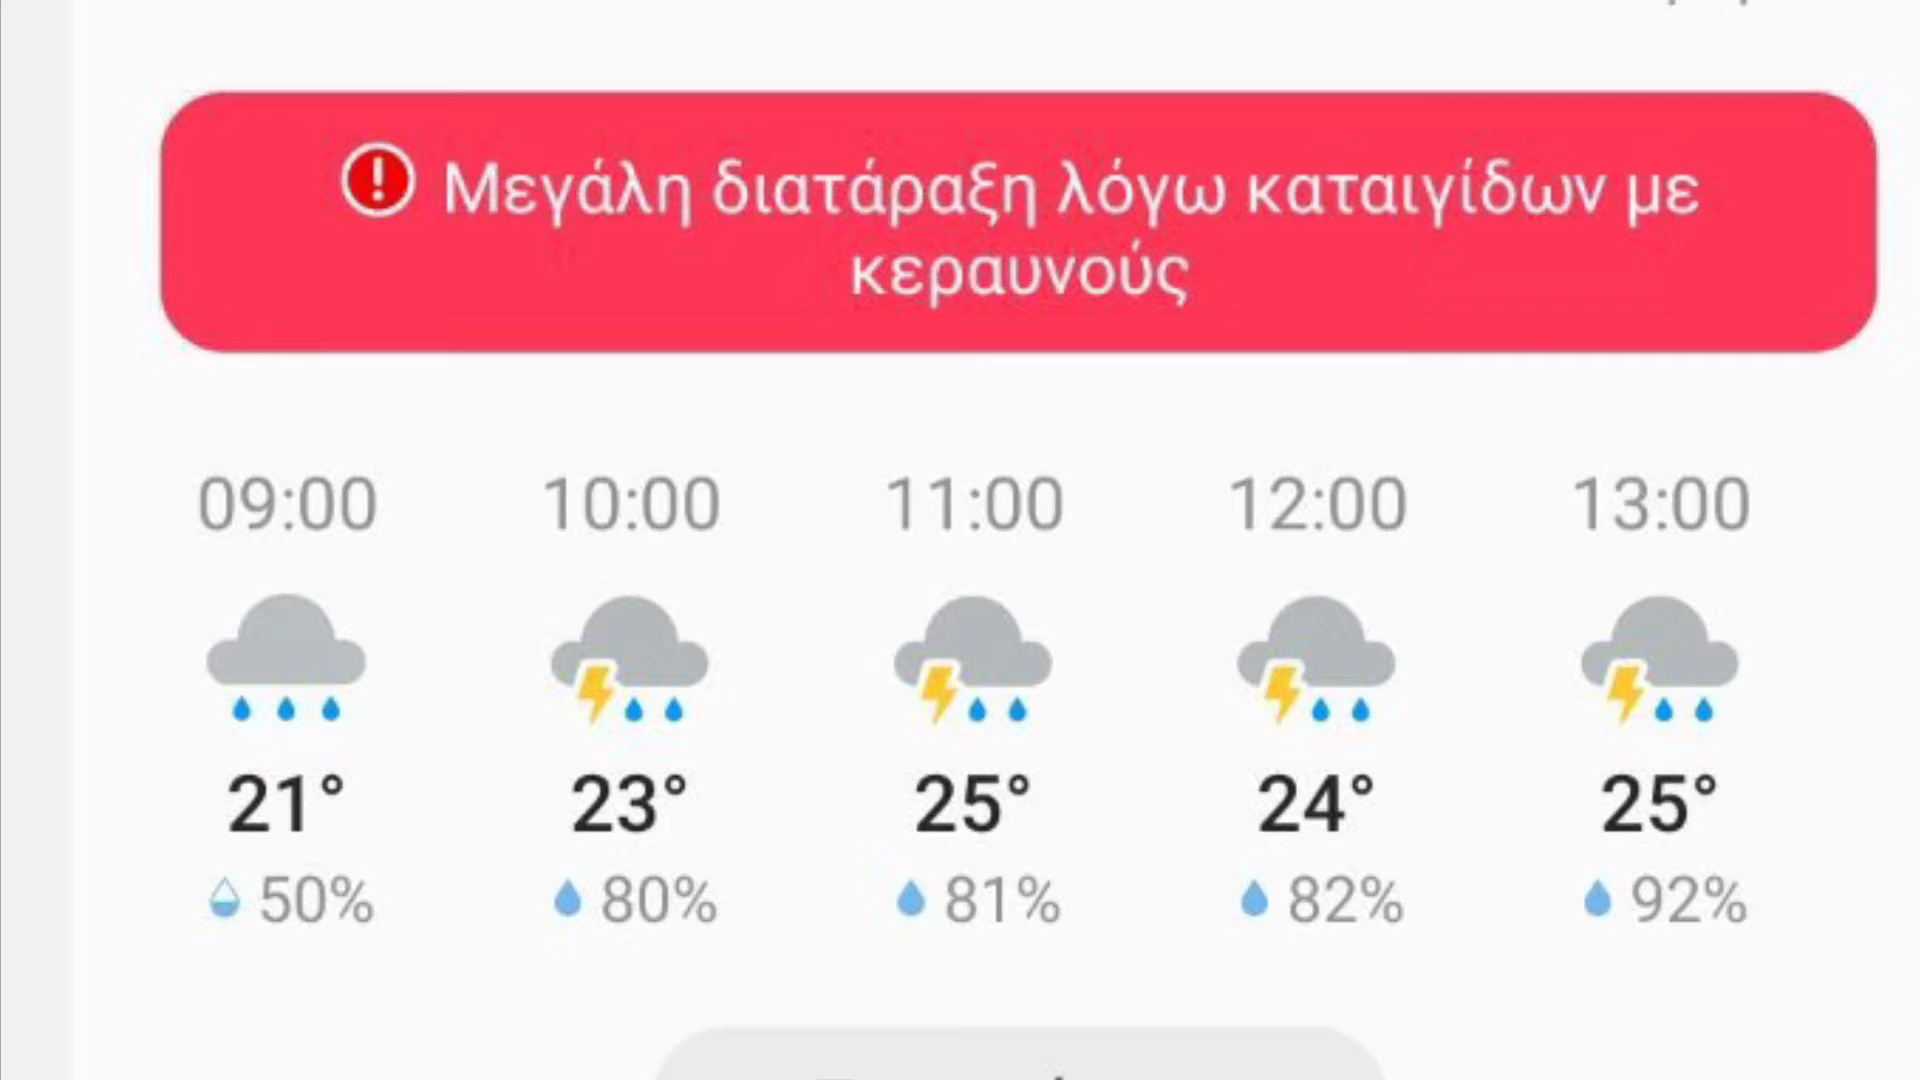 Μεγάλη διατάραξη λόγω καταιγίδων με
κεραυνούς
09:00 10:00 11:00 12:00 13:00
21° 23° 25° 24° 25°
50% 80% 81% 82% 92%